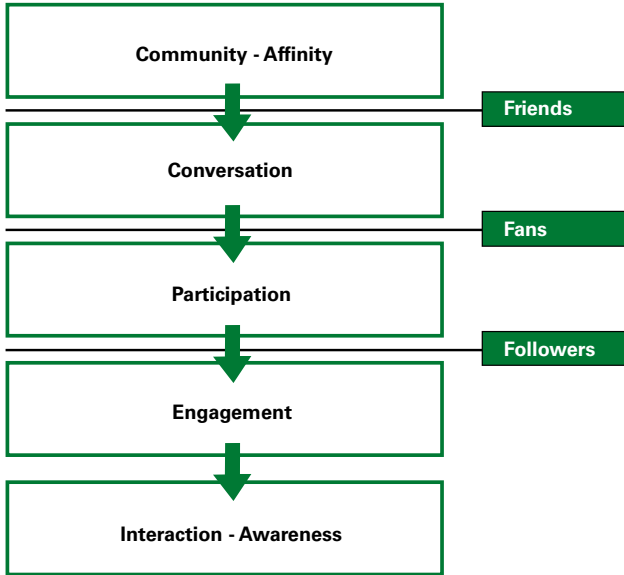 Community - Affinity
Friends
Conversation
Fans
Participation
Followers
Engagement
Interaction - Awareness